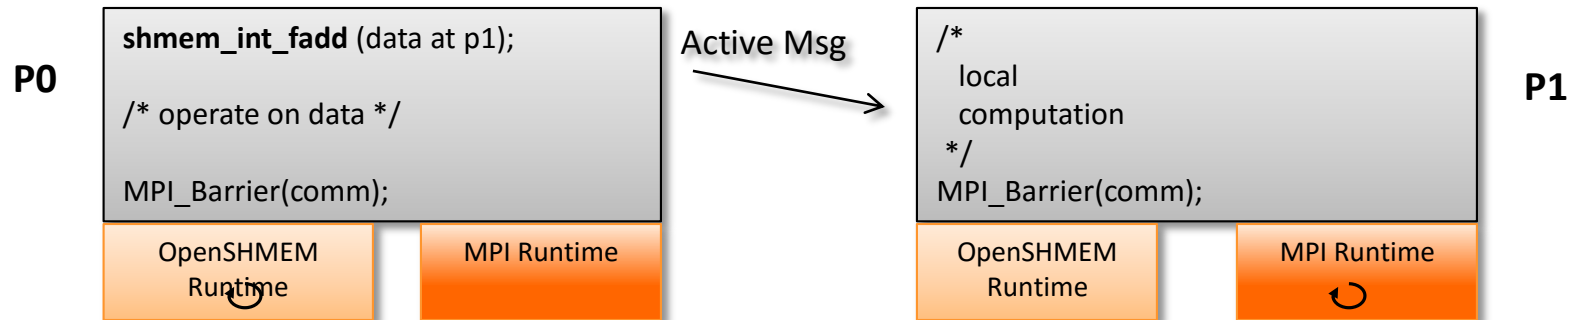 P0
shmem_int_fadd (data at p1);
/* operate on data */
MPI_Barrier(comm);
OpenSHMEM
Runtime
MPI Runtime
Active Msg
/*
local
computation
*/
MPI_Barrier(comm);
OpenSHMEM
Runtime
MPI Runtime
P1